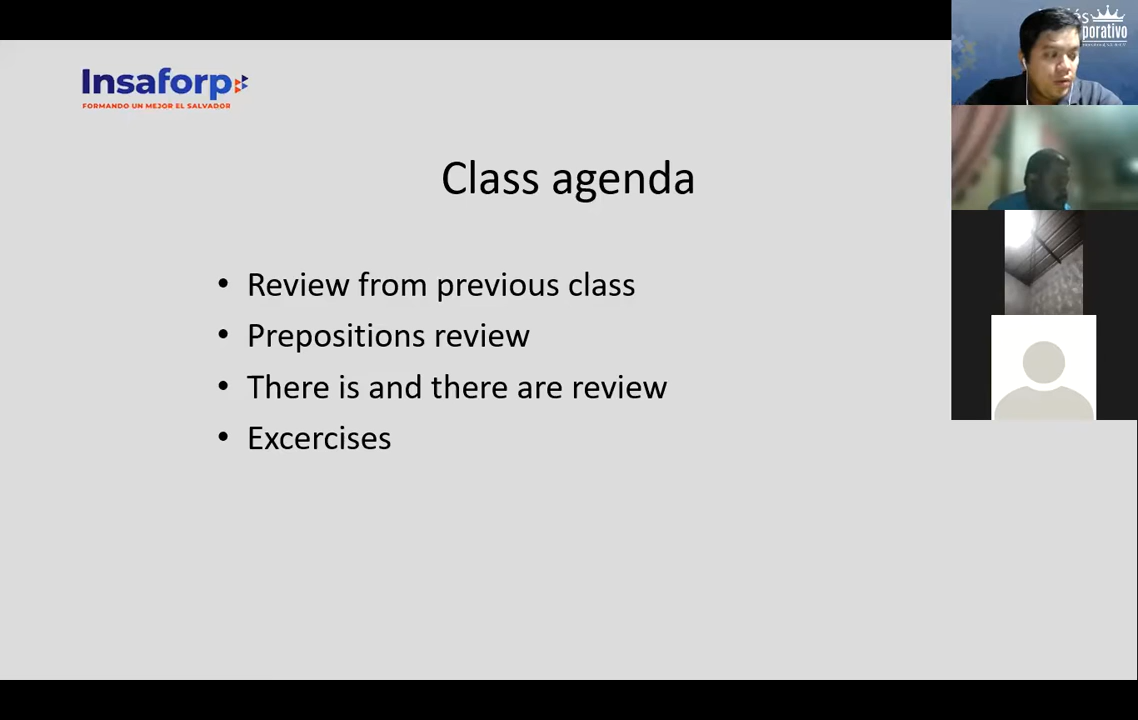 Insaforp
FORMANDO UN MEJOR EL SALVADOR
Class agenda
• Review from previous class
• Prepositions review
• There is and there are review
• Excercises